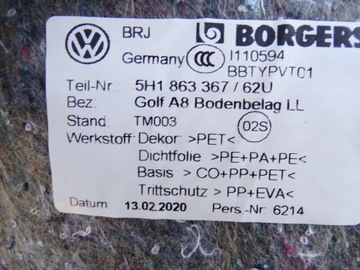 BRJ BORGERS
Germany CCC I110594
BBTYPVT01
Teil-Nr. 5H1 863 367 / 62U
Bez: Golf A8 Bodenbelag LL
Stand: TM003 02S
Werkstoff: Dekor >PET<
Dichtfolie >PE+PA+PE<
Basis >CO+PP+PET<
Trittschutz >PP+EVA<
Datum: 13.02.2020 Pers.-Nr 6214